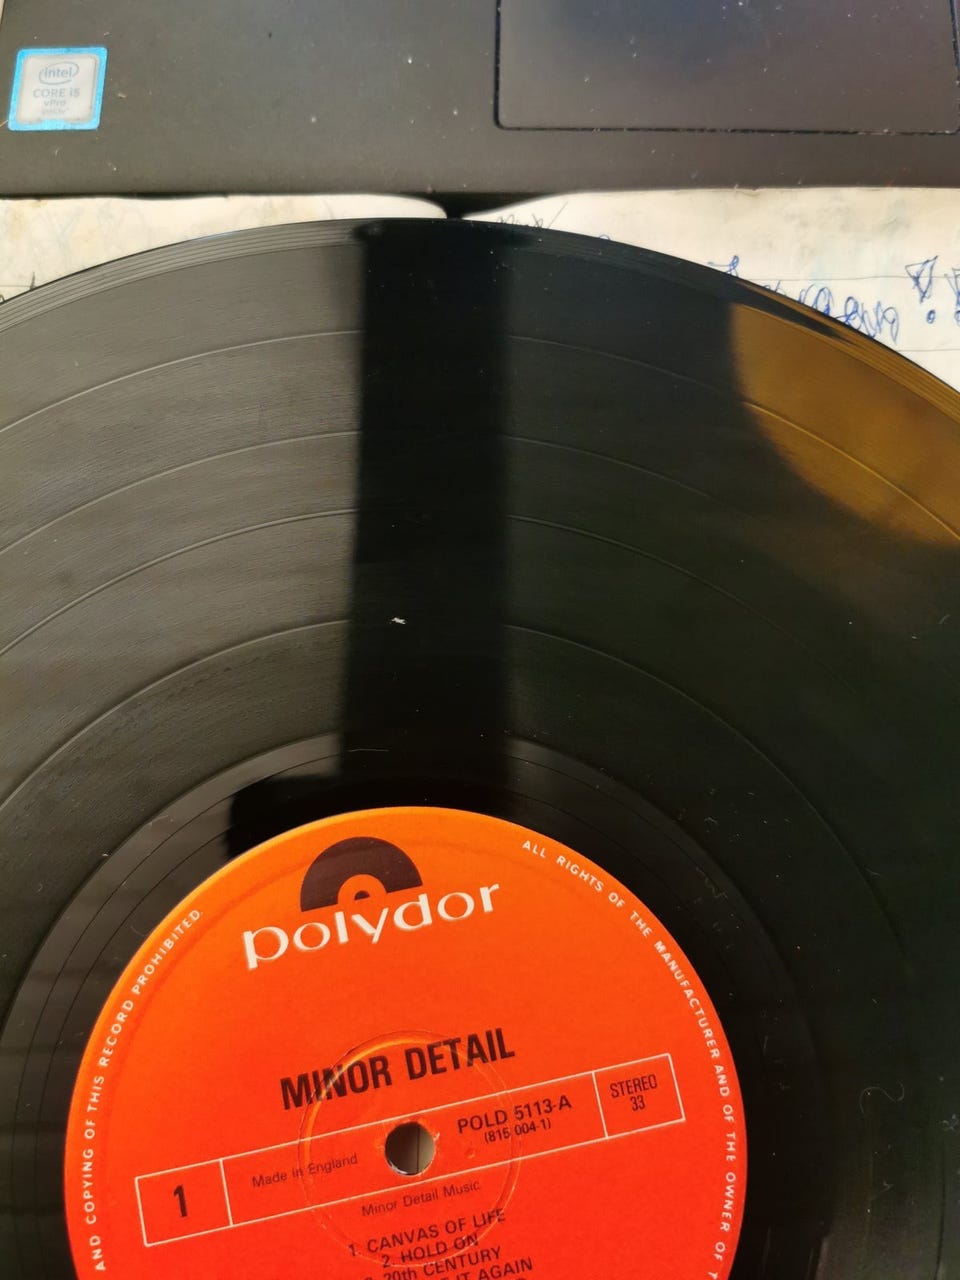 intel
CORE i5
vPro
ALL RIGHTS OF THE MANUFACTURER AND OF THE OWNER OF
AND COPYING OF THIS RECORD PROHIBITED.
polydor
MINOR DETAIL
POLD 5113-A
(815 004-1)
STEREO
33
1
Made in England
Minor Detail Music
1. CANVAS OF LIFE
2. HOLD ON
20th CENTURY
IT AGAIN